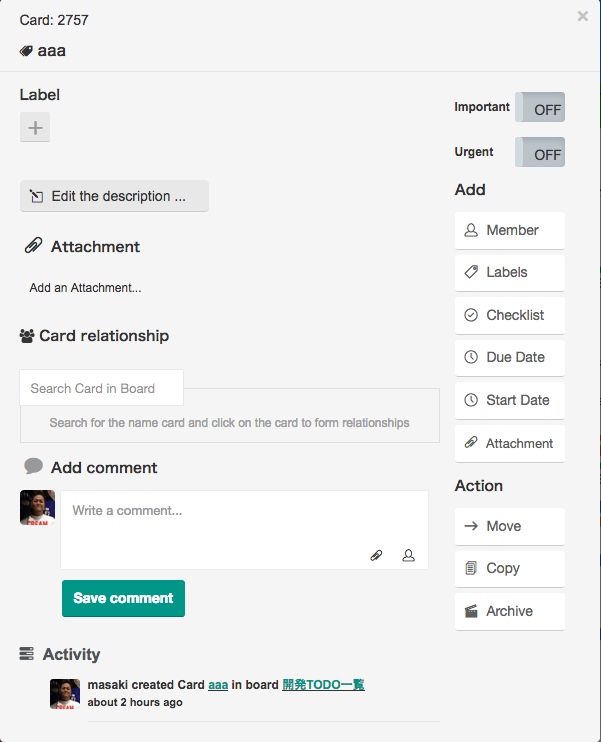 Card: 2757
×
aaa
Label
+
Important OFF
Urgent OFF
Edit the description ...
Add
Member
Labels
Checklist
Due Date
Start Date
Attachment
Attachment
Add an Attachment...
Card relationship
Search Card in Board
Search for the name card and click on the card to form relationships
Add comment
Write a comment...
Save comment
Action
Move
Copy
Archive
Activity
masaki created Card aaa in board 開発TODO一覧
about 2 hours ago